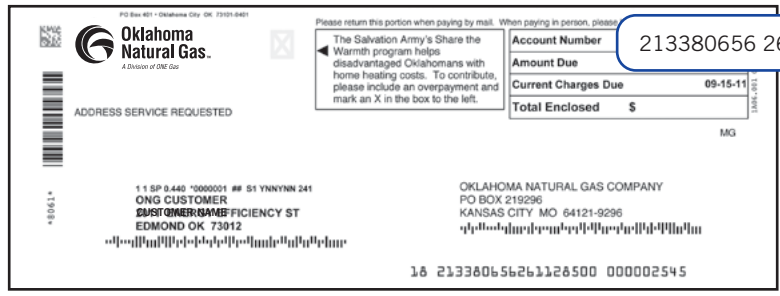 PO Box 401 • Oklahoma City OK 73101-0401
Oklahoma
Natural Gas
A Division of ONE Gas
Please return this portion when paying by mail. When paying in person, please
The Salvation Army's Share the
Warmth program helps
disadvantaged Oklahomans with
home heating costs. To contribute,
please include an overpayment and
mark an X in the box to the left.
Account Number
213380656 26
Amount Due
Current Charges Due 09-15-11
Total Enclosed $
MG
ADDRESS SERVICE REQUESTED
*8061*
1 1 SP 0.440 *0000001 ## S1 YNNYNN 241
ONG CUSTOMER
CUSTOMER NAME EFFICIENCY ST
EDMOND OK 73012
OKLAHOMA NATURAL GAS COMPANY
PO BOX 219296
KANSAS CITY MO 64121-9296
18 213380656261128500 000002545